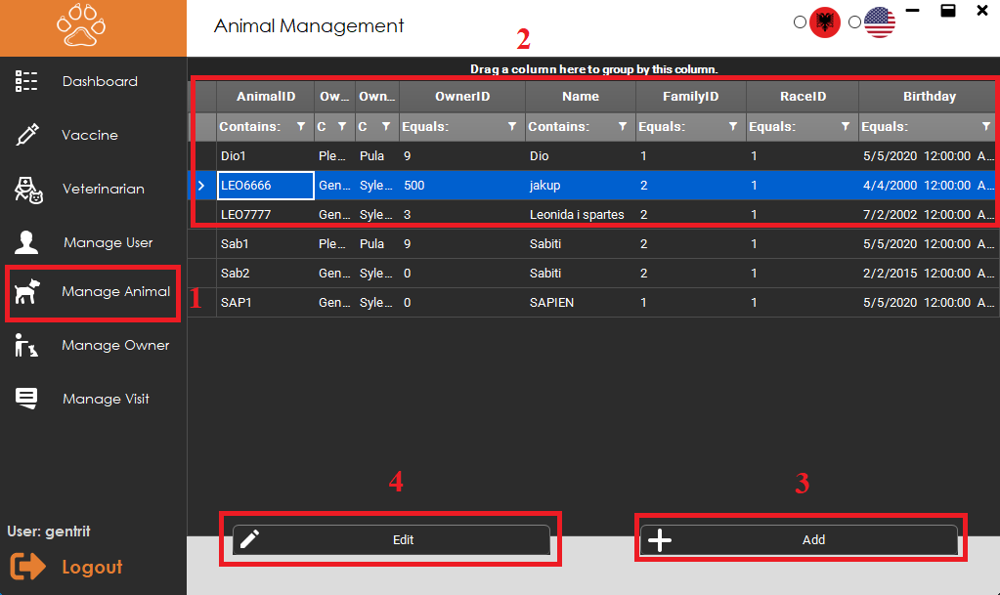 Animal Management
2
Dashboard
Vaccine
Veterinarian
Manage User
Manage Animal
1
Manage Owner
Manage Visit
User: gentrit
Logout
Drag a column here to group by this column.
AnimalID Ow... Own... OwnerID Name FamilyID RaceID Birthday
Contains: C C Equals: Contains: Equals: Equals: Equals:
Dio1 Ple... Pula 9 Dio 1 1 5/5/2020 12:00:00 A...
LEO6666 Gen... Syle... 500 jakup 2 1 4/4/2000 12:00:00 A...
LEO7777 Gen... Syle... 3 Leonida i spartes 2 1 7/2/2002 12:00:00 A...
Sab1 Ple... Pula 9 Sabiti 2 1 5/5/2020 12:00:00 A...
Sab2 Gen... Syle... 0 Sabiti 2 1 2/2/2015 12:00:00 A...
SAP1 Gen... Syle... 0 SAPIEN 1 1 5/5/2020 12:00:00 A...
4
3
Edit
Add